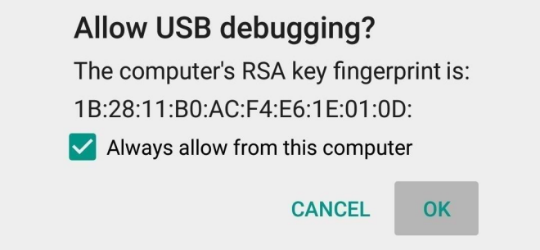 Allow USB debugging?
The computer's RSA key fingerprint is:
1B:28:11:B0:AC:F4:E6:1E:01:0D:
Always allow from this computer
CANCEL OK